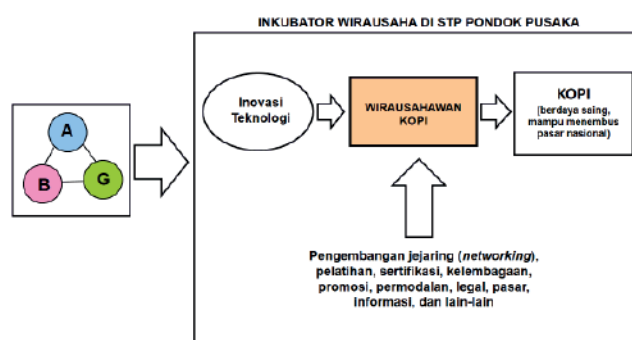 INKUBATOR WIRAUSAHA DI STP PONDOK PUSAKA
A
B
G
Inovasi
Teknologi
WIRAUSAHAWAN
KOPI
KOPI
(berdaya saing,
mampu menembus
pasar nasional)
Pengembangan jejaring (networking),
pelatihan, sertifikasi, kelembagaan,
promosi, permodalan, legal, pasar,
informasi, dan lain-lain